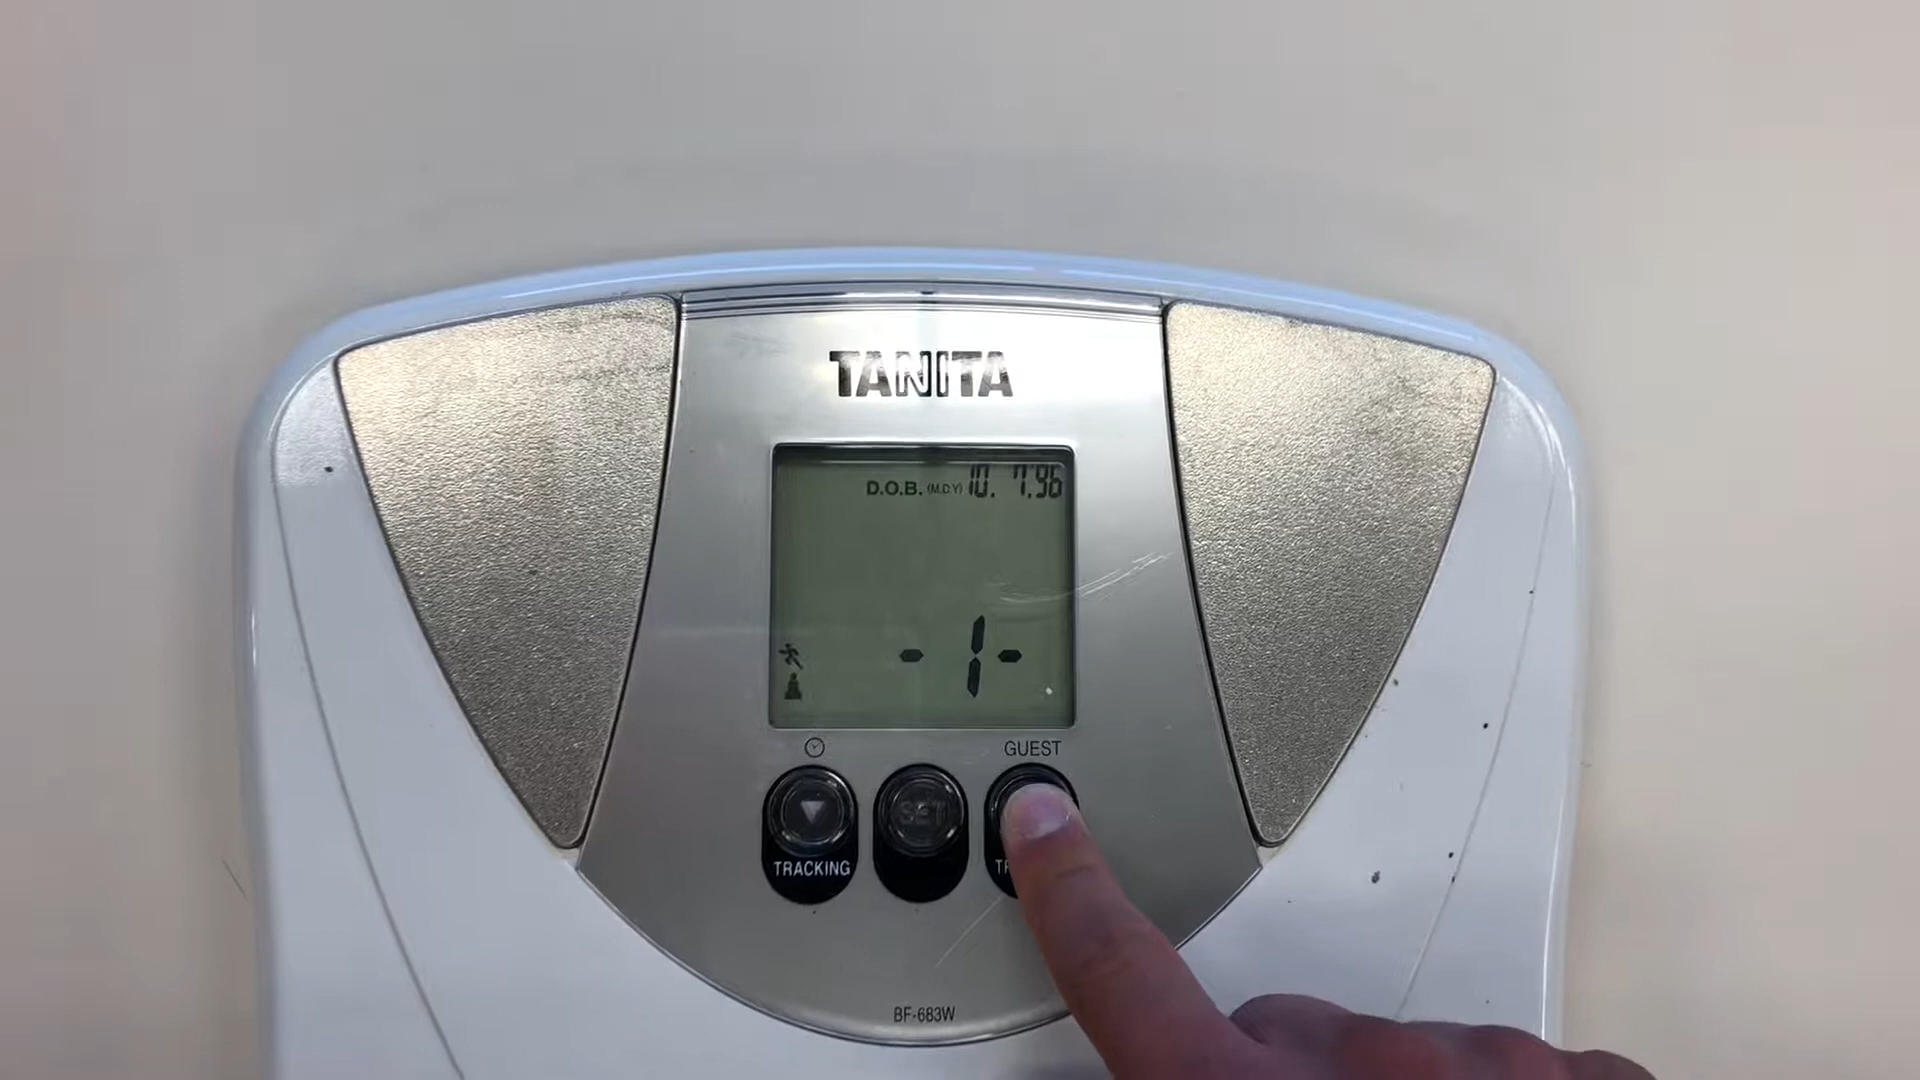 TANITA
D.O.B. (M.D.Y) 10. 7.96
- 1 -
GUEST
SET
TRACKING
BF-683W